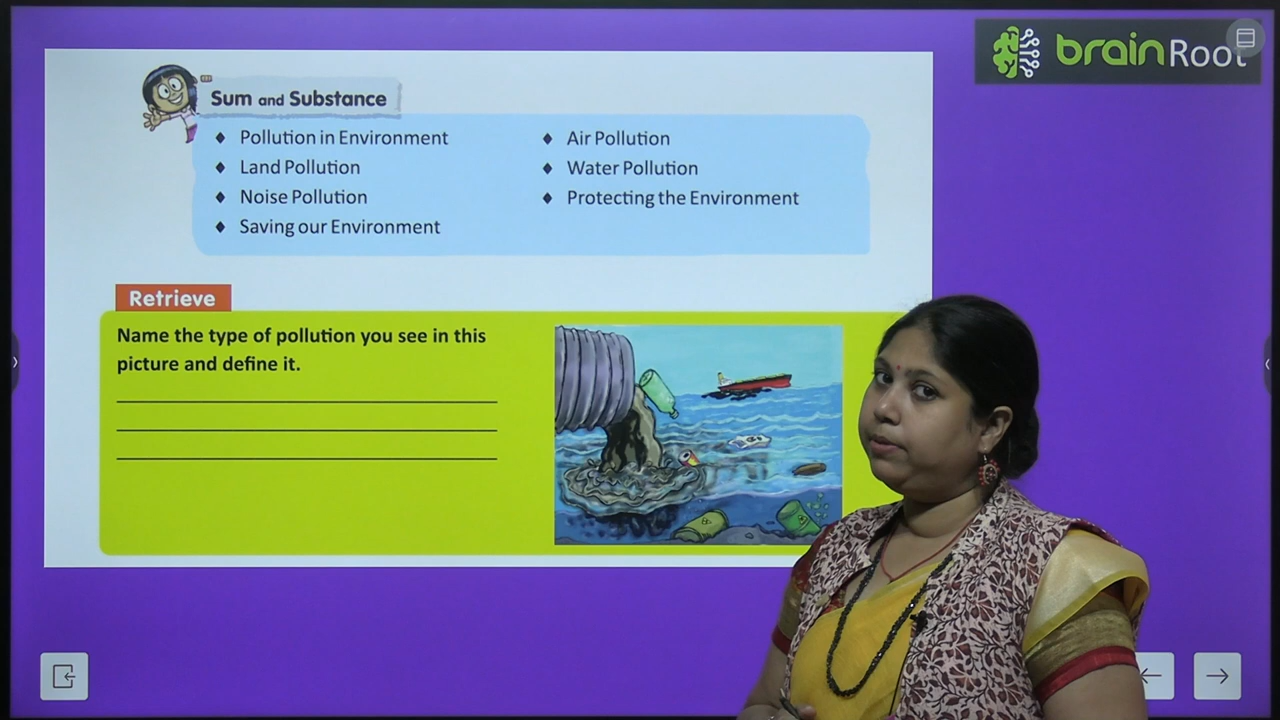 brainRoot
Sum and Substance
♦ Pollution in Environment
♦ Land Pollution
♦ Noise Pollution
♦ Saving our Environment
♦ Air Pollution
♦ Water Pollution
♦ Protecting the Environment
Retrieve
Name the type of pollution you see in this
picture and define it.